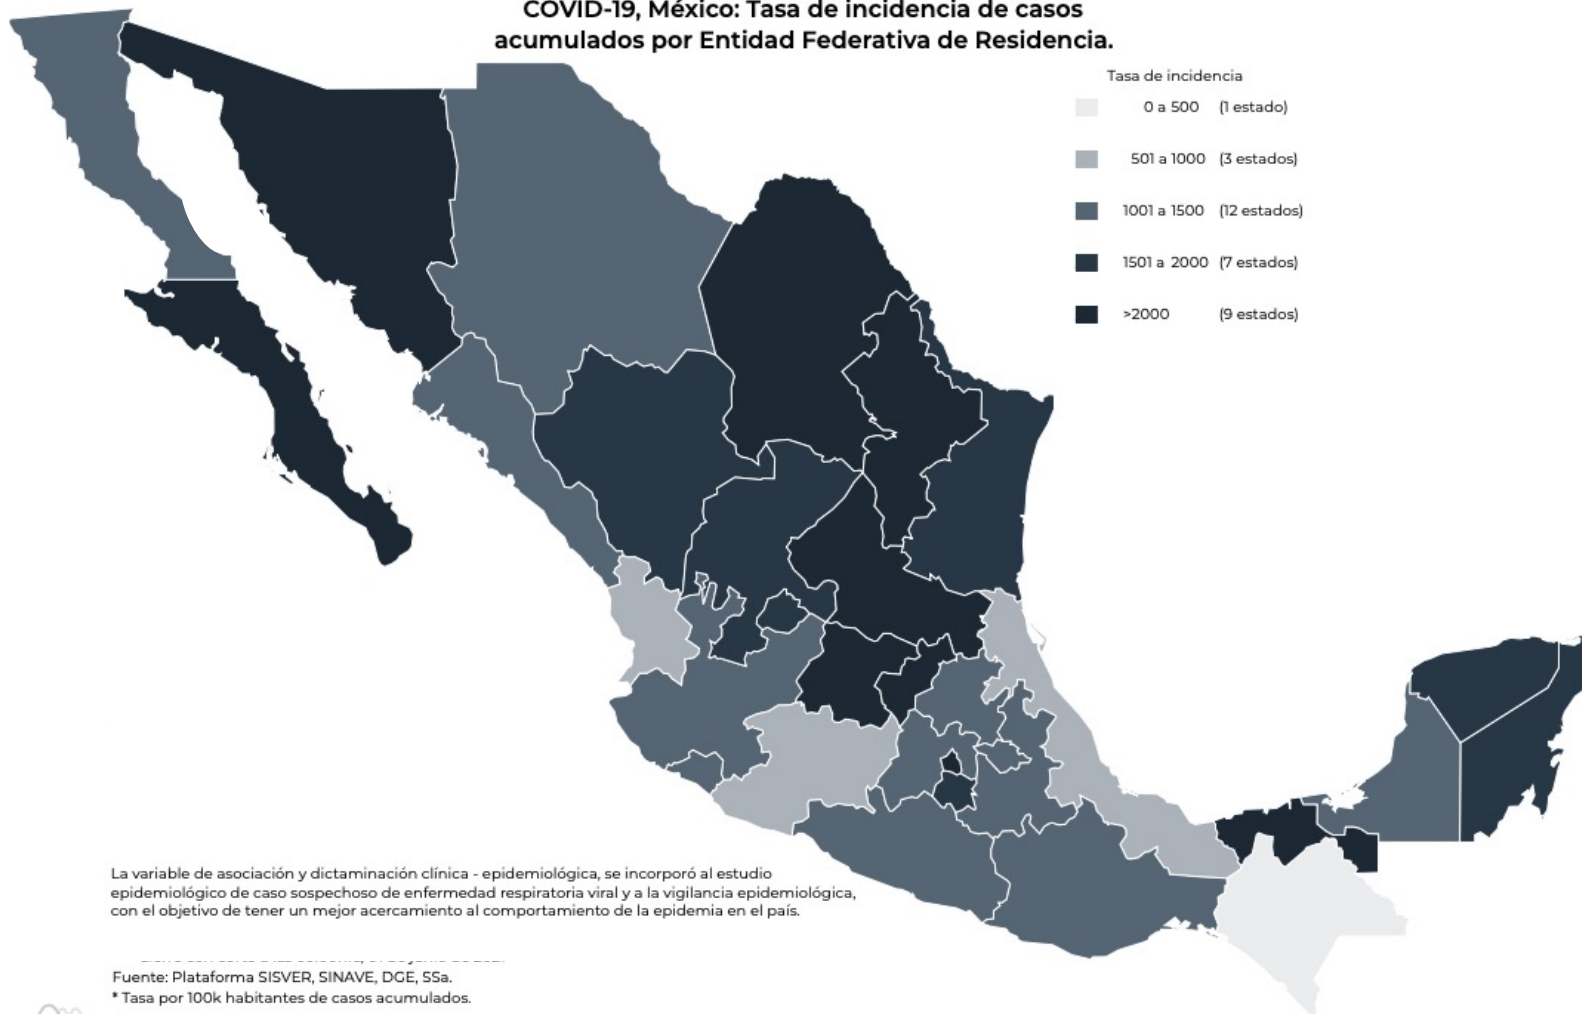 COVID-19, México: Tasa de incidencia de casos
acumulados por Entidad Federativa de Residencia.
Tasa de incidencia
0 a 500 (1 estado)
501 a 1000 (3 estados)
1001 a 1500 (12 estados)
1501 a 2000 (7 estados)
>2000 (9 estados)
La variable de asociación y dictaminación clínica - epidemiológica, se incorporó al estudio
epidemiológico de caso sospechoso de enfermedad respiratoria viral y a la vigilancia epidemiológica,
con el objetivo de tener un mejor acercamiento al comportamiento de la epidemia en el país.
Fuente: Plataforma SISVER, SINAVE, DGE, SSa.
* Tasa por 100k habitantes de casos acumulados.